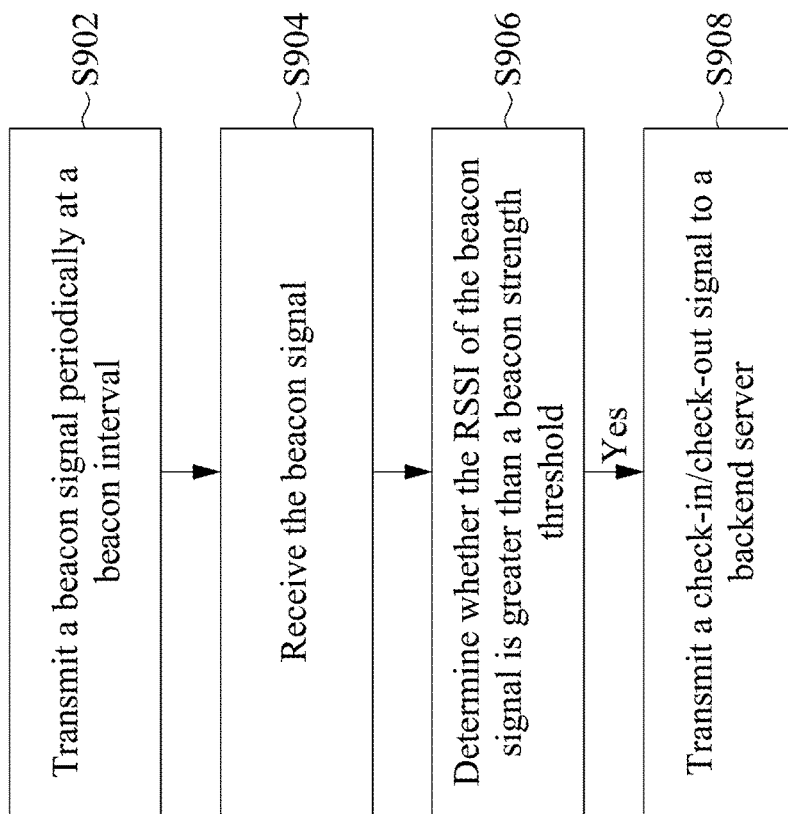 Transmit a beacon signal periodically at a
beacon interval
S902
Receive the beacon signal
S904
Determine whether the RSSI of the beacon
signal is greater than a beacon strength
threshold
S906
Yes
Transmit a check-in/check-out signal to a
backend server
S908